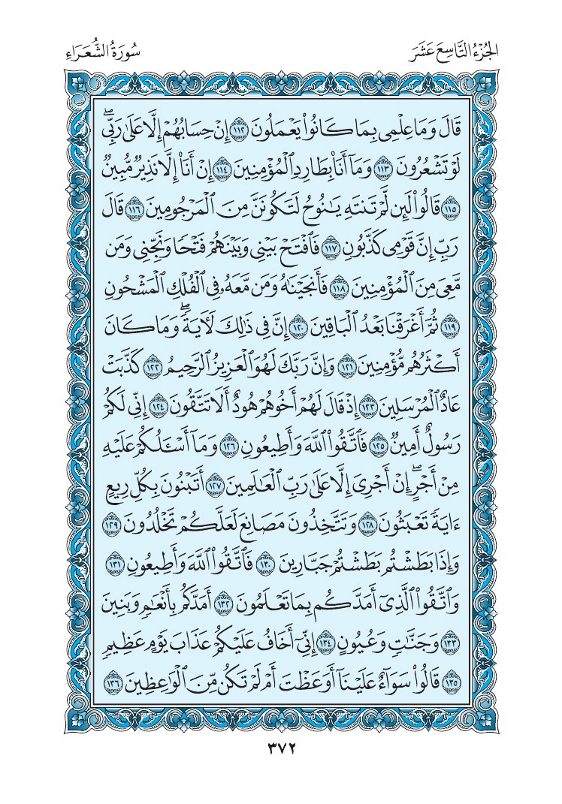 الجُزْءُ التَّاسِعَ عَشَرَ
سُورَةُ الشُّعَرَاءِ
قَالَ وَمَا عِلْمِى بِمَا كَانُوا۟ يَعْمَلُونَ ١١٢ إِنْ حِسَابُهُمْ إِلَّا عَلَىٰ رَبِّى ۖ
لَوْ تَشْعُرُونَ ١١٣ وَمَآ أَنَا۠ بِطَارِدِ ٱلْمُؤْمِنِينَ ١١٤ إِنْ أَنَا۠ إِلَّا نَذِيرٌ مُّبِينٌ
١١٥ قَالُوا۟ لَئِن لَّمْ تَنتَهِ يَـٰنُوحُ لَتَكُونَنَّ مِنَ ٱلْمَرْجُومِينَ ١١٦ قَالَ
رَبِّ إِنَّ قَوْمِى كَذَّبُونِ ١١٧ فَٱفْتَحْ بَيْنِى وَبَيْنَهُمْ فَتْحًا وَنَجِّنِى وَمَن
مَّعِىَ مِنَ ٱلْمُؤْمِنِينَ ١١٨ فَأَنجَيْنَـٰهُ وَمَن مَّعَهُۥ فِى ٱلْفُلْكِ ٱلْمَشْحُونِ
١١٩ ثُمَّ أَغْرَقْنَا بَعْدُ ٱلْبَاقِينَ ١٢٠ إِنَّ فِى ذَٰلِكَ لَـَٔايَةً ۖ وَمَا كَانَ
أَكْثَرُهُم مُّؤْمِنِينَ ١٢١ وَإِنَّ رَبَّكَ لَهُوَ ٱلْعَزِيزُ ٱلرَّحِيمُ ١٢٢ كَذَّبَتْ
عَادٌ ٱلْمُرْسَلِينَ ١٢٣ إِذْ قَالَ لَهُمْ أَخُوهُمْ هُودٌ أَلَا تَتَّقُونَ ١٢٤ إِنِّى لَكُمْ
رَسُولٌ أَمِينٌ ١٢٥ فَٱتَّقُوا۟ ٱللَّهَ وَأَطِيعُونِ ١٢٦ وَمَآ أَسْـَٔلُكُمْ عَلَيْهِ
مِنْ أَجْرٍ ۖ إِنْ أَجْرِىَ إِلَّا عَلَىٰ رَبِّ ٱلْعَـٰلَمِينَ ١٢٧ أَتَبْنُونَ بِكُلِّ رِيعٍ
ءَايَةً تَعْبَثُونَ ١٢٨ وَتَتَّخِذُونَ مَصَانِعَ لَعَلَّكُمْ تَخْلُدُونَ ١٢٩
وَإِذَا بَطَشْتُم بَطَشْتُمْ جَبَّارِينَ ١٣٠ فَٱتَّقُوا۟ ٱللَّهَ وَأَطِيعُونِ ١٣١
وَٱتَّقُوا۟ ٱلَّذِىٓ أَمَدَّكُم بِمَا تَعْلَمُونَ ١٣٢ أَمَدَّكُم بِأَنْعَـٰمٍ وَبَنِينَ
١٣٣ وَجَنَّـٰتٍ وَعُيُونٍ ١٣٤ إِنِّىٓ أَخَافُ عَلَيْكُمْ عَذَابَ يَوْمٍ عَظِيمٍ
١٣٥ قَالُوا۟ سَوَآءٌ عَلَيْنَآ أَوَعَظْتَ أَمْ لَمْ تَكُن مِّنَ ٱلْوَٰعِظِينَ ١٣٦
٣٧٢